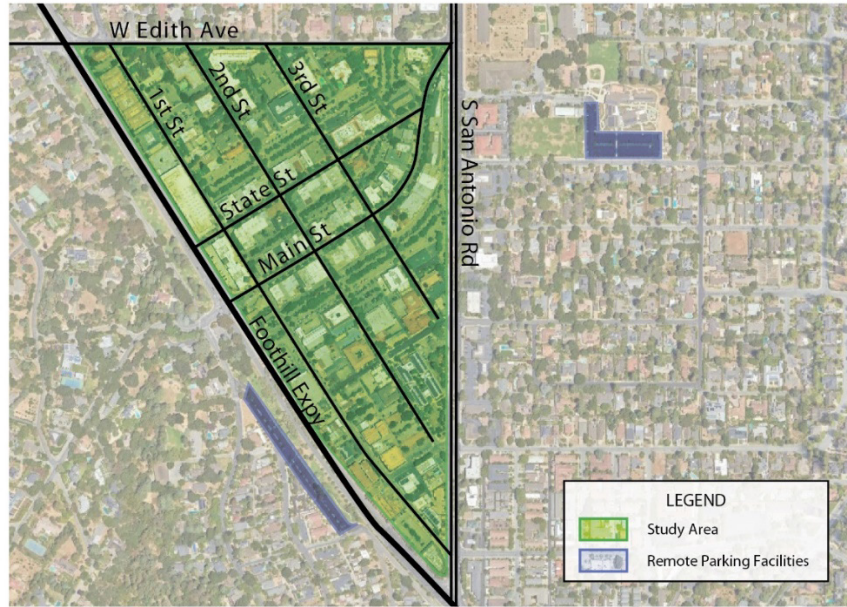 W Edith Ave
1st St
2nd St
3rd St
State St
Main St
S San Antonio Rd
Foothill Expy
LEGEND
Study Area
Remote Parking Facilities